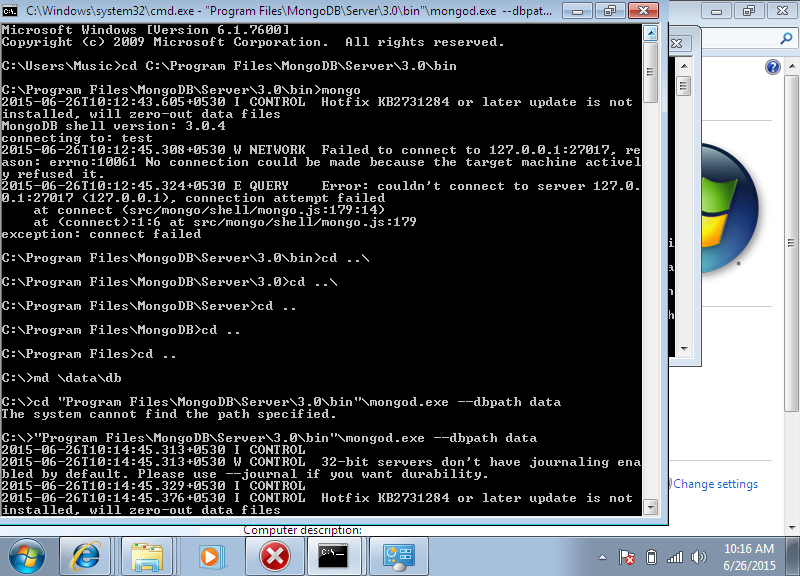 C:\Windows\system32\cmd.exe - "Program Files\MongoDB\Server\3.0\bin"\mongod.exe --dbpat...
Microsoft Windows [Version 6.1.7600]
Copyright (c) 2009 Microsoft Corporation.  All rights reserved.
C:\Users\Music>cd C:\Program Files\MongoDB\Server\3.0\bin
C:\Program Files\MongoDB\Server\3.0\bin>mongo
2015-06-26T10:12:43.605+0530 I CONTROL  Hotfix KB2731284 or later update is not
installed, will zero-out data files
MongoDB shell version: 3.0.4
connecting to: test
2015-06-26T10:12:45.308+0530 W NETWORK  Failed to connect to 127.0.0.1:27017, re
ason: errno:10061 No connection could be made because the target machine activel
y refused it.
2015-06-26T10:12:45.324+0530 E QUERY    Error: couldn't connect to server 127.0.
0.1:27017 (127.0.0.1), connection attempt failed
    at connect (src/mongo/shell/mongo.js:179:14)
    at (connect):1:6 at src/mongo/shell/mongo.js:179
exception: connect failed
C:\Program Files\MongoDB\Server\3.0\bin>cd ..\
C:\Program Files\MongoDB\Server\3.0>cd ..\
C:\Program Files\MongoDB\Server>cd ..
C:\Program Files\MongoDB>cd ..
C:\Program Files>cd ..
C:\>md \data\db
C:\>cd "Program Files\MongoDB\Server\3.0\bin"\mongod.exe --dbpath data
The system cannot find the path specified.
C:\>"Program Files\MongoDB\Server\3.0\bin"\mongod.exe --dbpath data
2015-06-26T10:14:45.313+0530 I CONTROL
2015-06-26T10:14:45.313+0530 W CONTROL  32-bit servers don't have journaling ena
bled by default. Please use --journal if you want durability.
2015-06-26T10:14:45.329+0530 I CONTROL
2015-06-26T10:14:45.376+0530 I CONTROL  Hotfix KB2731284 or later update is not
installed, will zero-out data files
Change settings
Computer description:
C:\
10:16 AM
6/26/2015